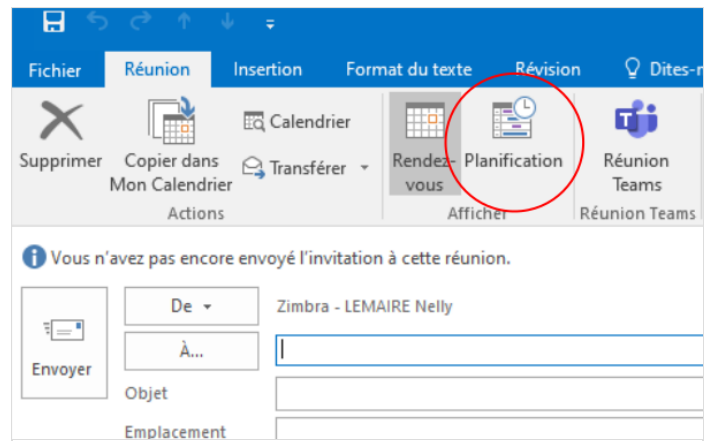 Fichier Réunion Insertion Format du texte Révision Dites-
Supprimer
Copier dans
Mon Calendrier
Calendrier
Transférer
Actions
Rendez-
vous
Planification
Afficher
Réunion
Teams
Réunion Teams
Vous n'avez pas encore envoyé l'invitation à cette réunion.
Envoyer
De
Zimbra - LEMAIRE Nelly
À...
Objet
Emplacement